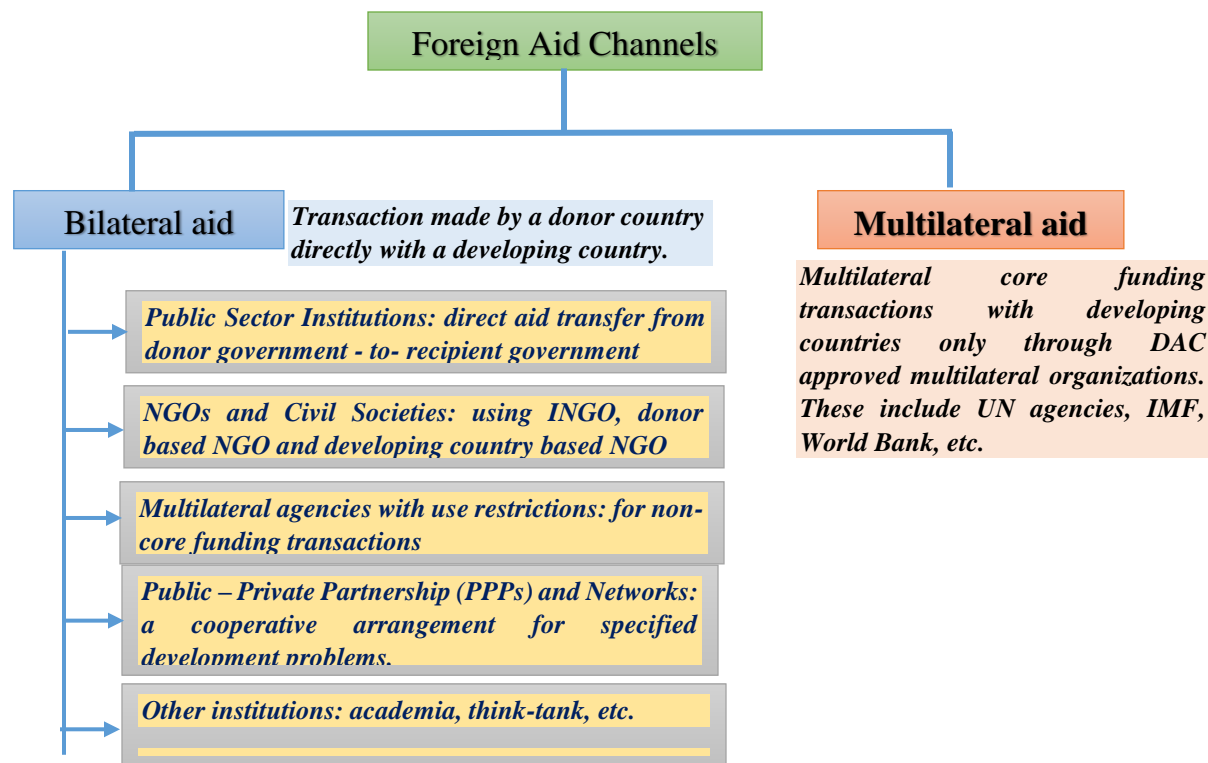 Foreign Aid Channels
Bilateral aid
Transaction made by a donor country
directly with a developing country.
Public Sector Institutions: direct aid transfer from
donor government - to- recipient government
NGOs and Civil Societies: using INGO, donor
based NGO and developing country based NGO
Multilateral agencies with use restrictions: for non-
core funding transactions
Public – Private Partnership (PPPs) and Networks:
a cooperative arrangement for specified
development problems.
Other institutions: academia, think-tank, etc.
Multilateral aid
Multilateral core funding
transactions with developing
countries only through DAC
approved multilateral organizations.
These include UN agencies, IMF,
World Bank, etc.